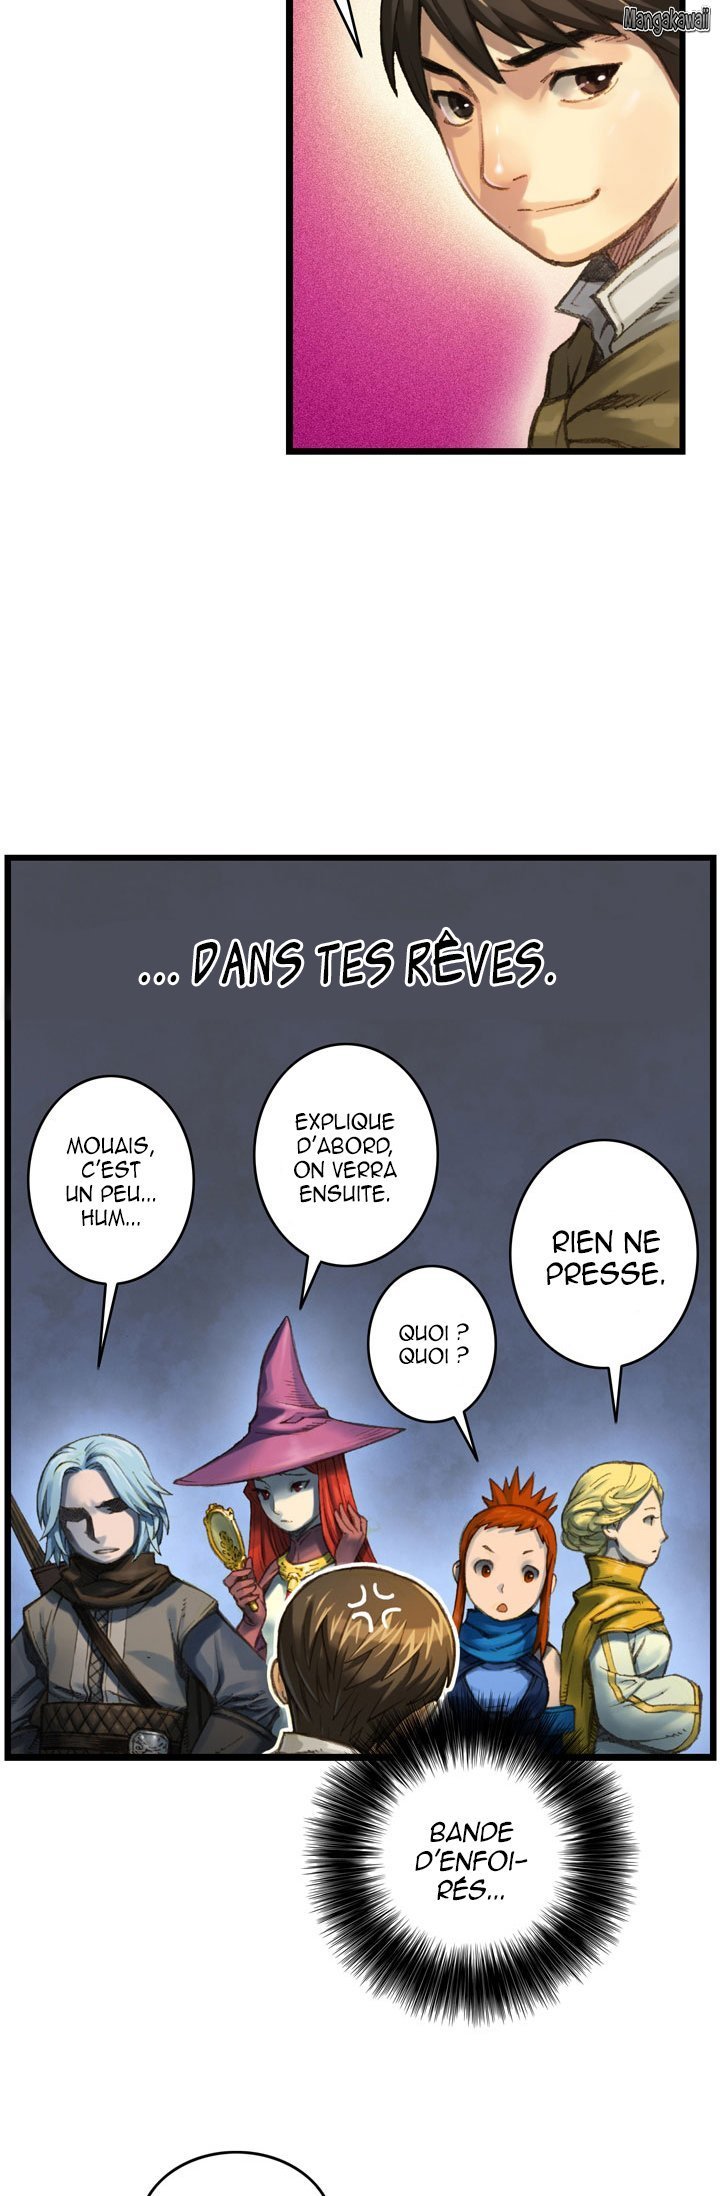 Mangakawaii
... DANS TES RÊVES.
MOUAIS,
C'EST
UN PEU...
HUM...
EXPLIQUE
D'ABORD,
ON VERRA
ENSUITE.
RIEN NE
PRESSE.
QUOI ?
QUOI ?
BANDE
D'ENFOI-
RÉS...